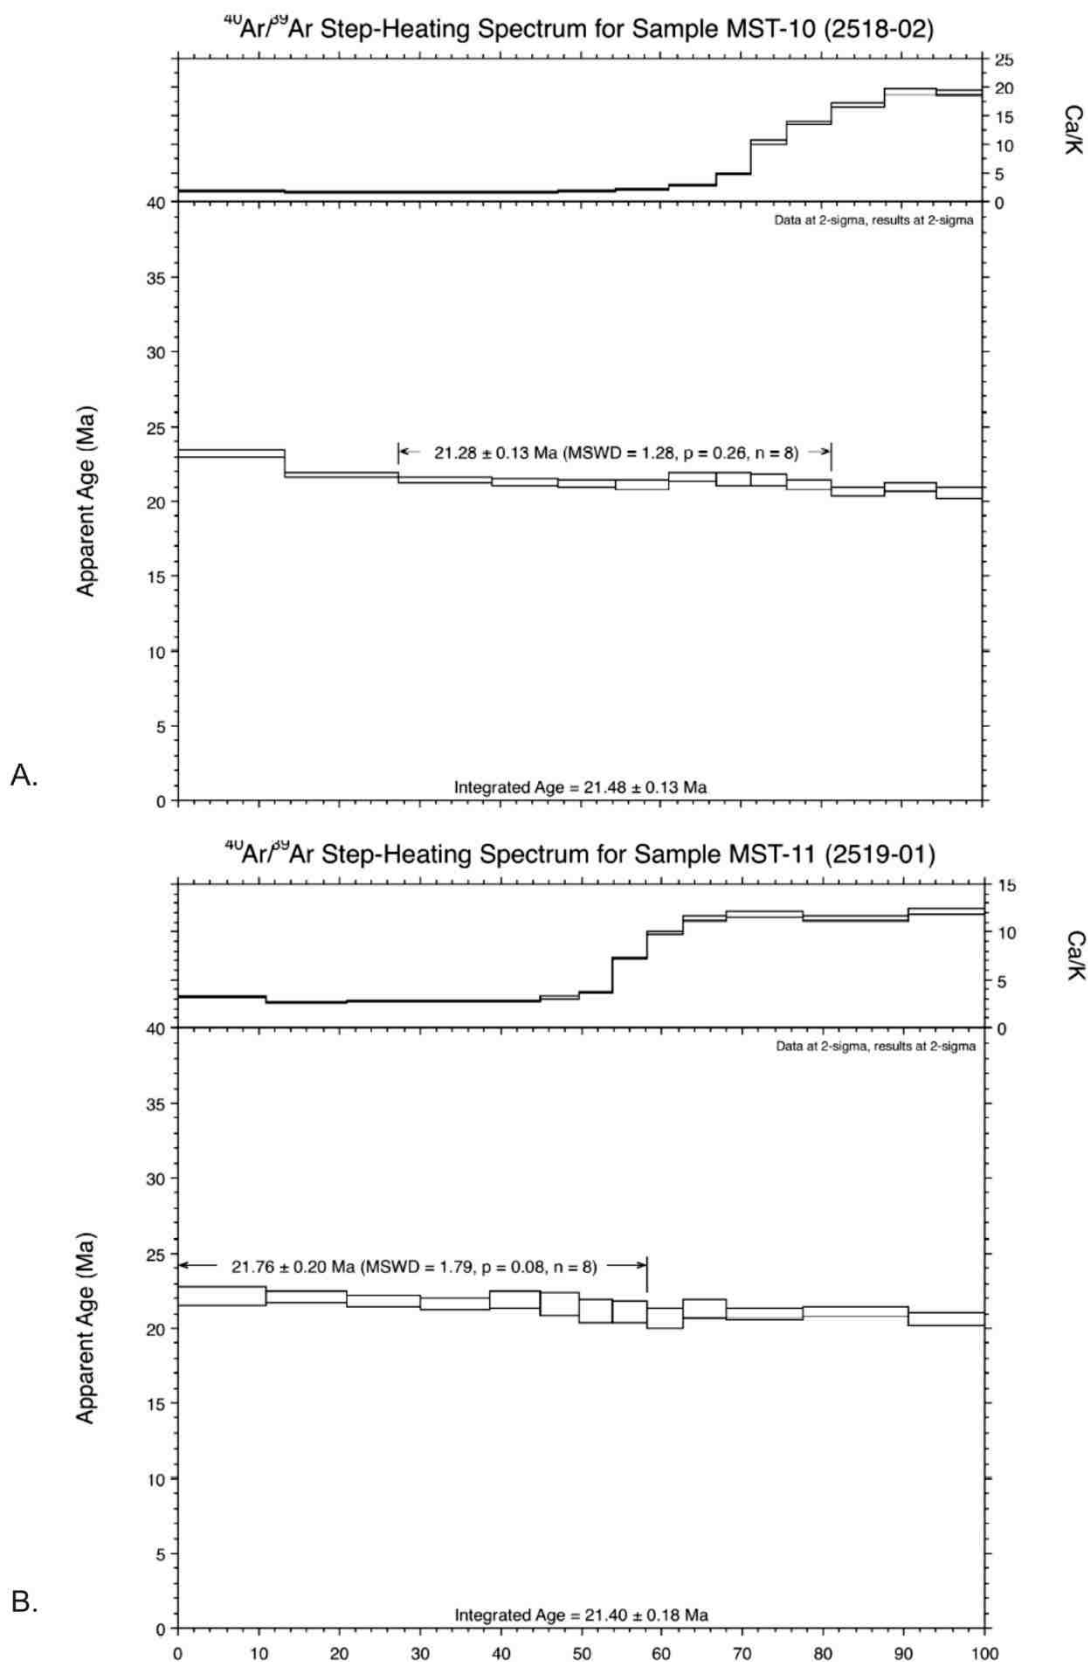 ⁴⁰Ar/³⁹Ar Step-Heating Spectrum for Sample MST-10 (2518-02)
25
20
15
10
5
0
Ca/K
Data at 2-sigma, results at 2-sigma
40
35
30
25
20
15
10
5
0
Apparent Age (Ma)
21.28 ± 0.13 Ma (MSWD = 1.28, p = 0.26, n = 8)
Integrated Age = 21.48 ± 0.13 Ma
A.
⁴⁰Ar/³⁹Ar Step-Heating Spectrum for Sample MST-11 (2519-01)
15
10
5
0
Ca/K
Data at 2-sigma, results at 2-sigma
40
35
30
25
20
15
10
5
0
Apparent Age (Ma)
21.76 ± 0.20 Ma (MSWD = 1.79, p = 0.08, n = 8)
Integrated Age = 21.40 ± 0.18 Ma
B.
0 10 20 30 40 50 60 70 80 90 100